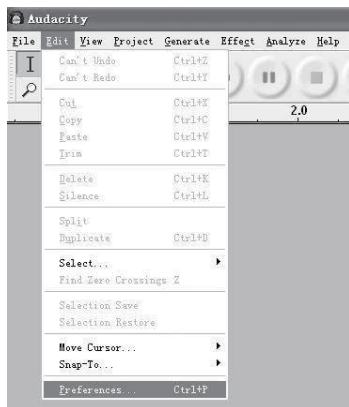 Audacity
File Edit View Project Generate Effect Analyze Help
Can't Undo Ctrl+Z
Can't Redo Ctrl+Y
Cut Ctrl+X
Copy Ctrl+C
Paste Ctrl+V
Trim Ctrl+T
Delete Ctrl+K
Silence Ctrl+L
Split
Duplicate Ctrl+D
Select...
Find Zero Crossings Z
Selection Save
Selection Restore
Move Cursor...
Snap-To...
Preferences... Ctrl+P
2.0